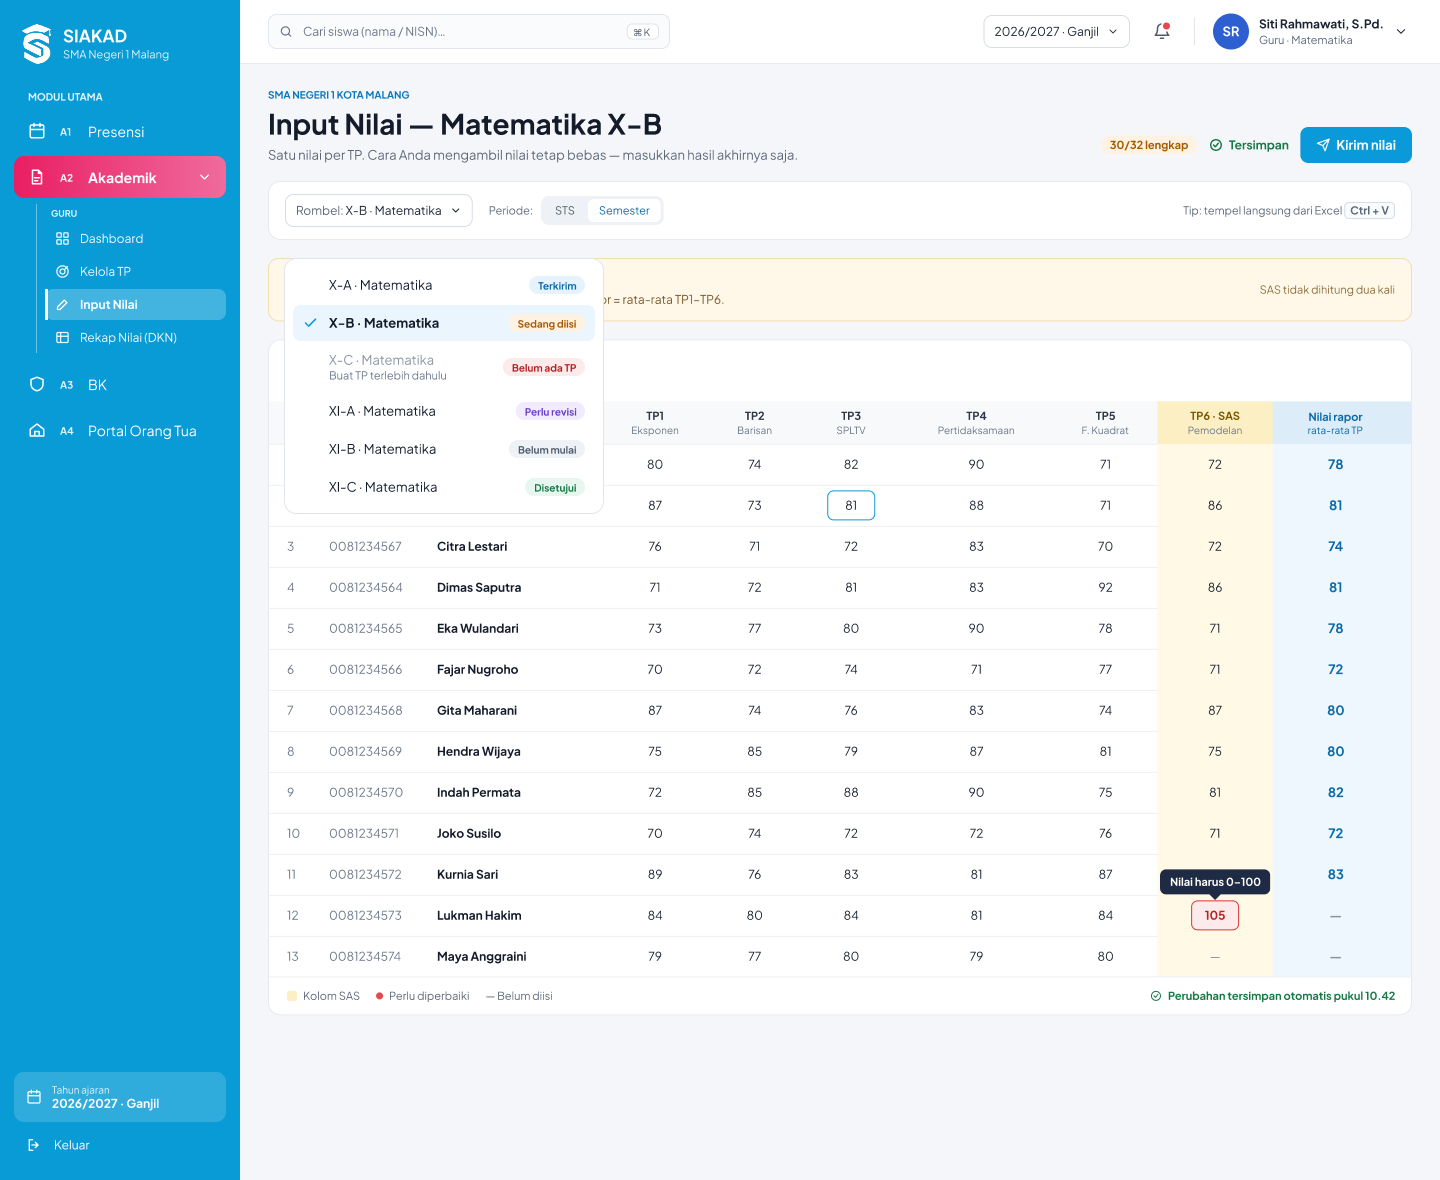 SIAKAD
SMA Negeri 1 Malang
MODUL UTAMA
A1 Presensi
A2 Akademik
GURU
Dashboard
Kelola TP
Input Nilai
Rekap Nilai (DKN)
A3 BK
A4 Portal Orang Tua
Tahun ajaran
2026/2027 · Ganjil
Keluar
Cari siswa (nama / NISN)...
⌘K
2026/2027 · Ganjil
SR
Siti Rahmawati, S.Pd.
Guru · Matematika
SMA NEGERI 1 KOTA MALANG
Input Nilai — Matematika X-B
Satu nilai per TP. Cara Anda mengambil nilai tetap bebas — masukkan hasil akhirnya saja.
30/32 lengkap
Tersimpan
Kirim nilai
Rombel: X-B · Matematika
Periode: STS Semester
Tip: tempel langsung dari Excel Ctrl + V
X-A · Matematika Terkirim
X-B · Matematika Sedang diisi
X-C · Matematika Belum ada TP
Buat TP terlebih dahulu
XI-A · Matematika Perlu revisi
XI-B · Matematika Belum mulai
XI-C · Matematika Disetujui
= rata-rata TP1–TP6.
SAS tidak dihitung dua kali
TP1 TP2 TP3 TP4 TP5 TP6 · SAS Nilai rapor
Eksponen Barisan SPLTV Pertidaksamaan F. Kuadrat Pemodelan rata-rata TP
80 74 82 90 71 72 78
87 73 81 88 71 86 81
3 0081234567 Citra Lestari 76 71 72 83 70 72 74
4 0081234564 Dimas Saputra 71 72 81 83 92 86 81
5 0081234565 Eka Wulandari 73 77 80 90 78 71 78
6 0081234566 Fajar Nugroho 70 72 74 71 77 71 72
7 0081234568 Gita Maharani 87 74 76 83 74 87 80
8 0081234569 Hendra Wijaya 75 85 79 87 81 75 80
9 0081234570 Indah Permata 72 85 88 90 75 81 82
10 0081234571 Joko Susilo 70 74 72 72 76 71 72
11 0081234572 Kurnia Sari 89 76 83 81 87 83
Nilai harus 0–100
12 0081234573 Lukman Hakim 84 80 84 81 84 105 —
13 0081234574 Maya Anggraini 79 77 80 79 80 — —
Kolom SAS Perlu diperbaiki — Belum diisi
Perubahan tersimpan otomatis pukul 10.42